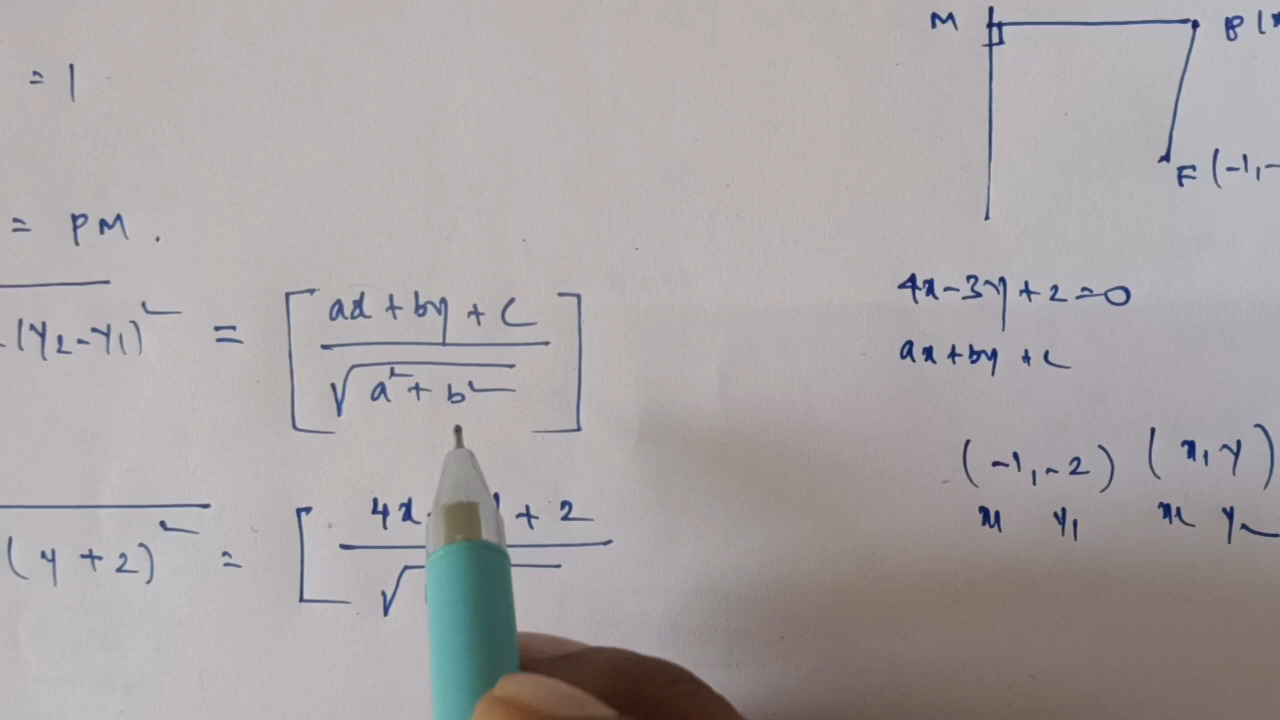 = 1
= PM.
(y₂-y₁)² = [ax + by + c / √a² + b²]
(y + 2)² = [4x + 2 / √
M
P(
F (-1,-
4x - 3y + 2 = 0
ax + by + c
(-1, -2) (x, y)
x₁ y₁ x₂ y₂